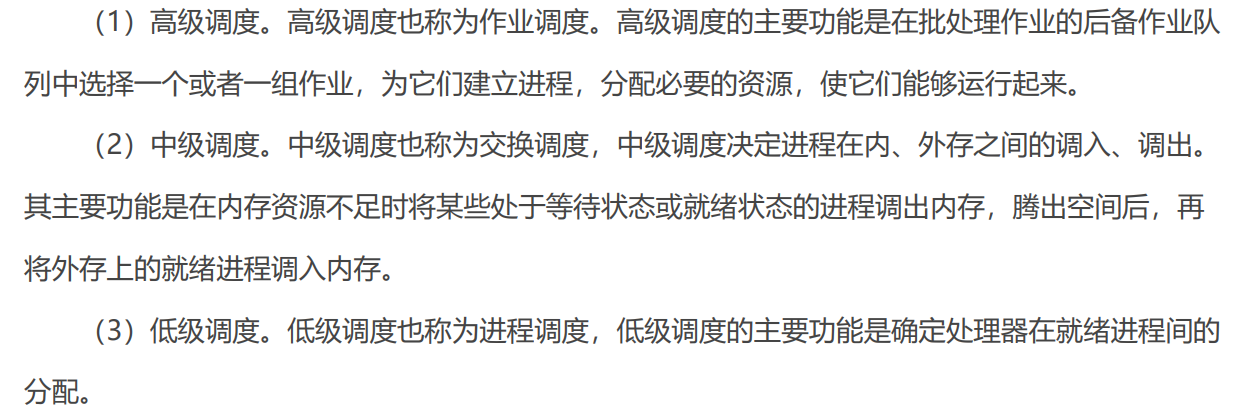 （1）高级调度。高级调度也称为作业调度。高级调度的主要功能是在批处理作业的后备作业队
列中选择一个或者一组作业，为它们建立进程，分配必要的资源，使它们能够运行起来。
（2）中级调度。中级调度也称为交换调度，中级调度决定进程在内、外存之间的调入、调出。
其主要功能是在内存资源不足时将某些处于等待状态或就绪状态的进程调出内存，腾出空间后，再
将外存上的就绪进程调入内存。
（3）低级调度。低级调度也称为进程调度，低级调度的主要功能是确定处理器在就绪进程间的
分配。